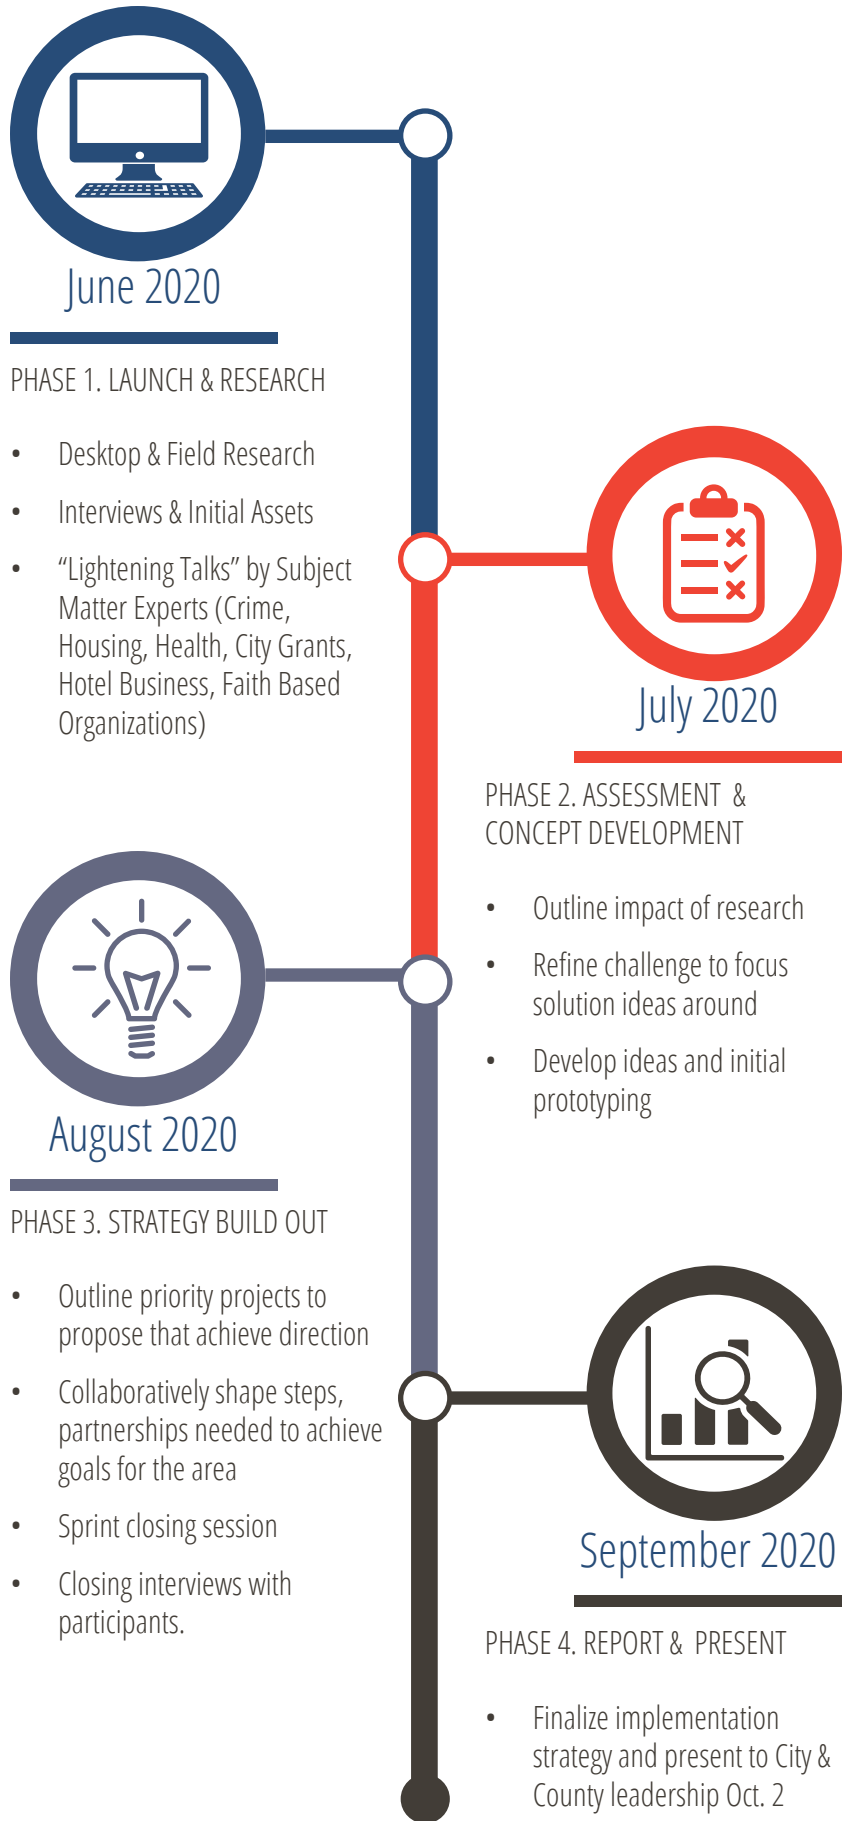 June 2020
PHASE 1. LAUNCH & RESEARCH
• Desktop & Field Research
• Interviews & Initial Assets
• “Lightening Talks” by Subject
Matter Experts (Crime,
Housing, Health, City Grants,
Hotel Business, Faith Based
Organizations)
July 2020
PHASE 2. ASSESSMENT &
CONCEPT DEVELOPMENT
• Outline impact of research
• Refine challenge to focus
solution ideas around
• Develop ideas and initial
prototyping
August 2020
PHASE 3. STRATEGY BUILD OUT
• Outline priority projects to
propose that achieve direction
• Collaboratively shape steps,
partnerships needed to achieve
goals for the area
• Sprint closing session
• Closing interviews with
participants.
September 2020
PHASE 4. REPORT & PRESENT
• Finalize implementation
strategy and present to City &
County leadership Oct. 2